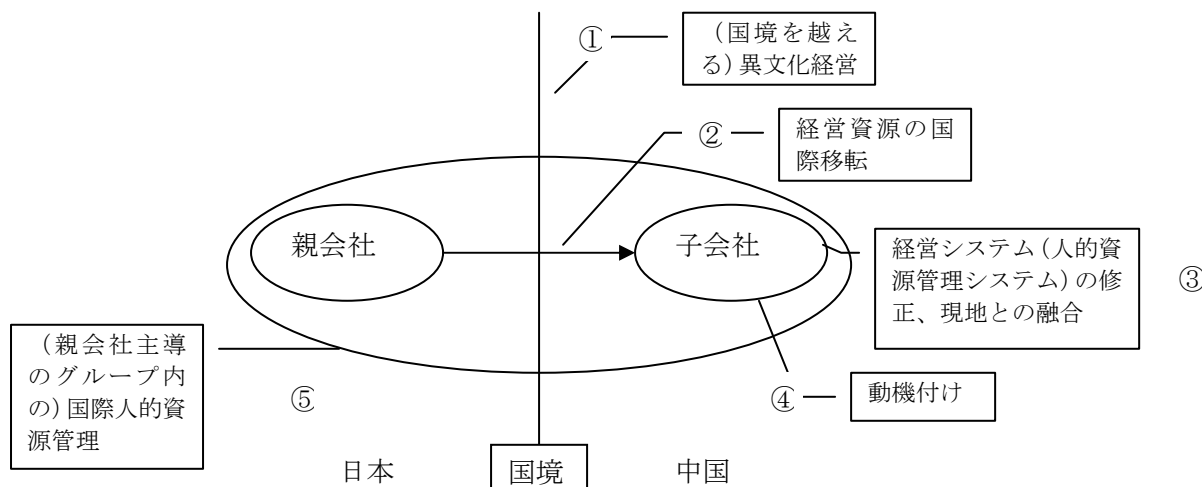 ①
（国境を越え
る）異文化経営
②
経営資源の国
際移転
親会社
子会社
経営システム（人的資
源管理システム）の修
正、現地との融合
③
（親会社主導
のグループ内
の）国際人的資
源管理
⑤
④
動機付け
日本
国境
中国